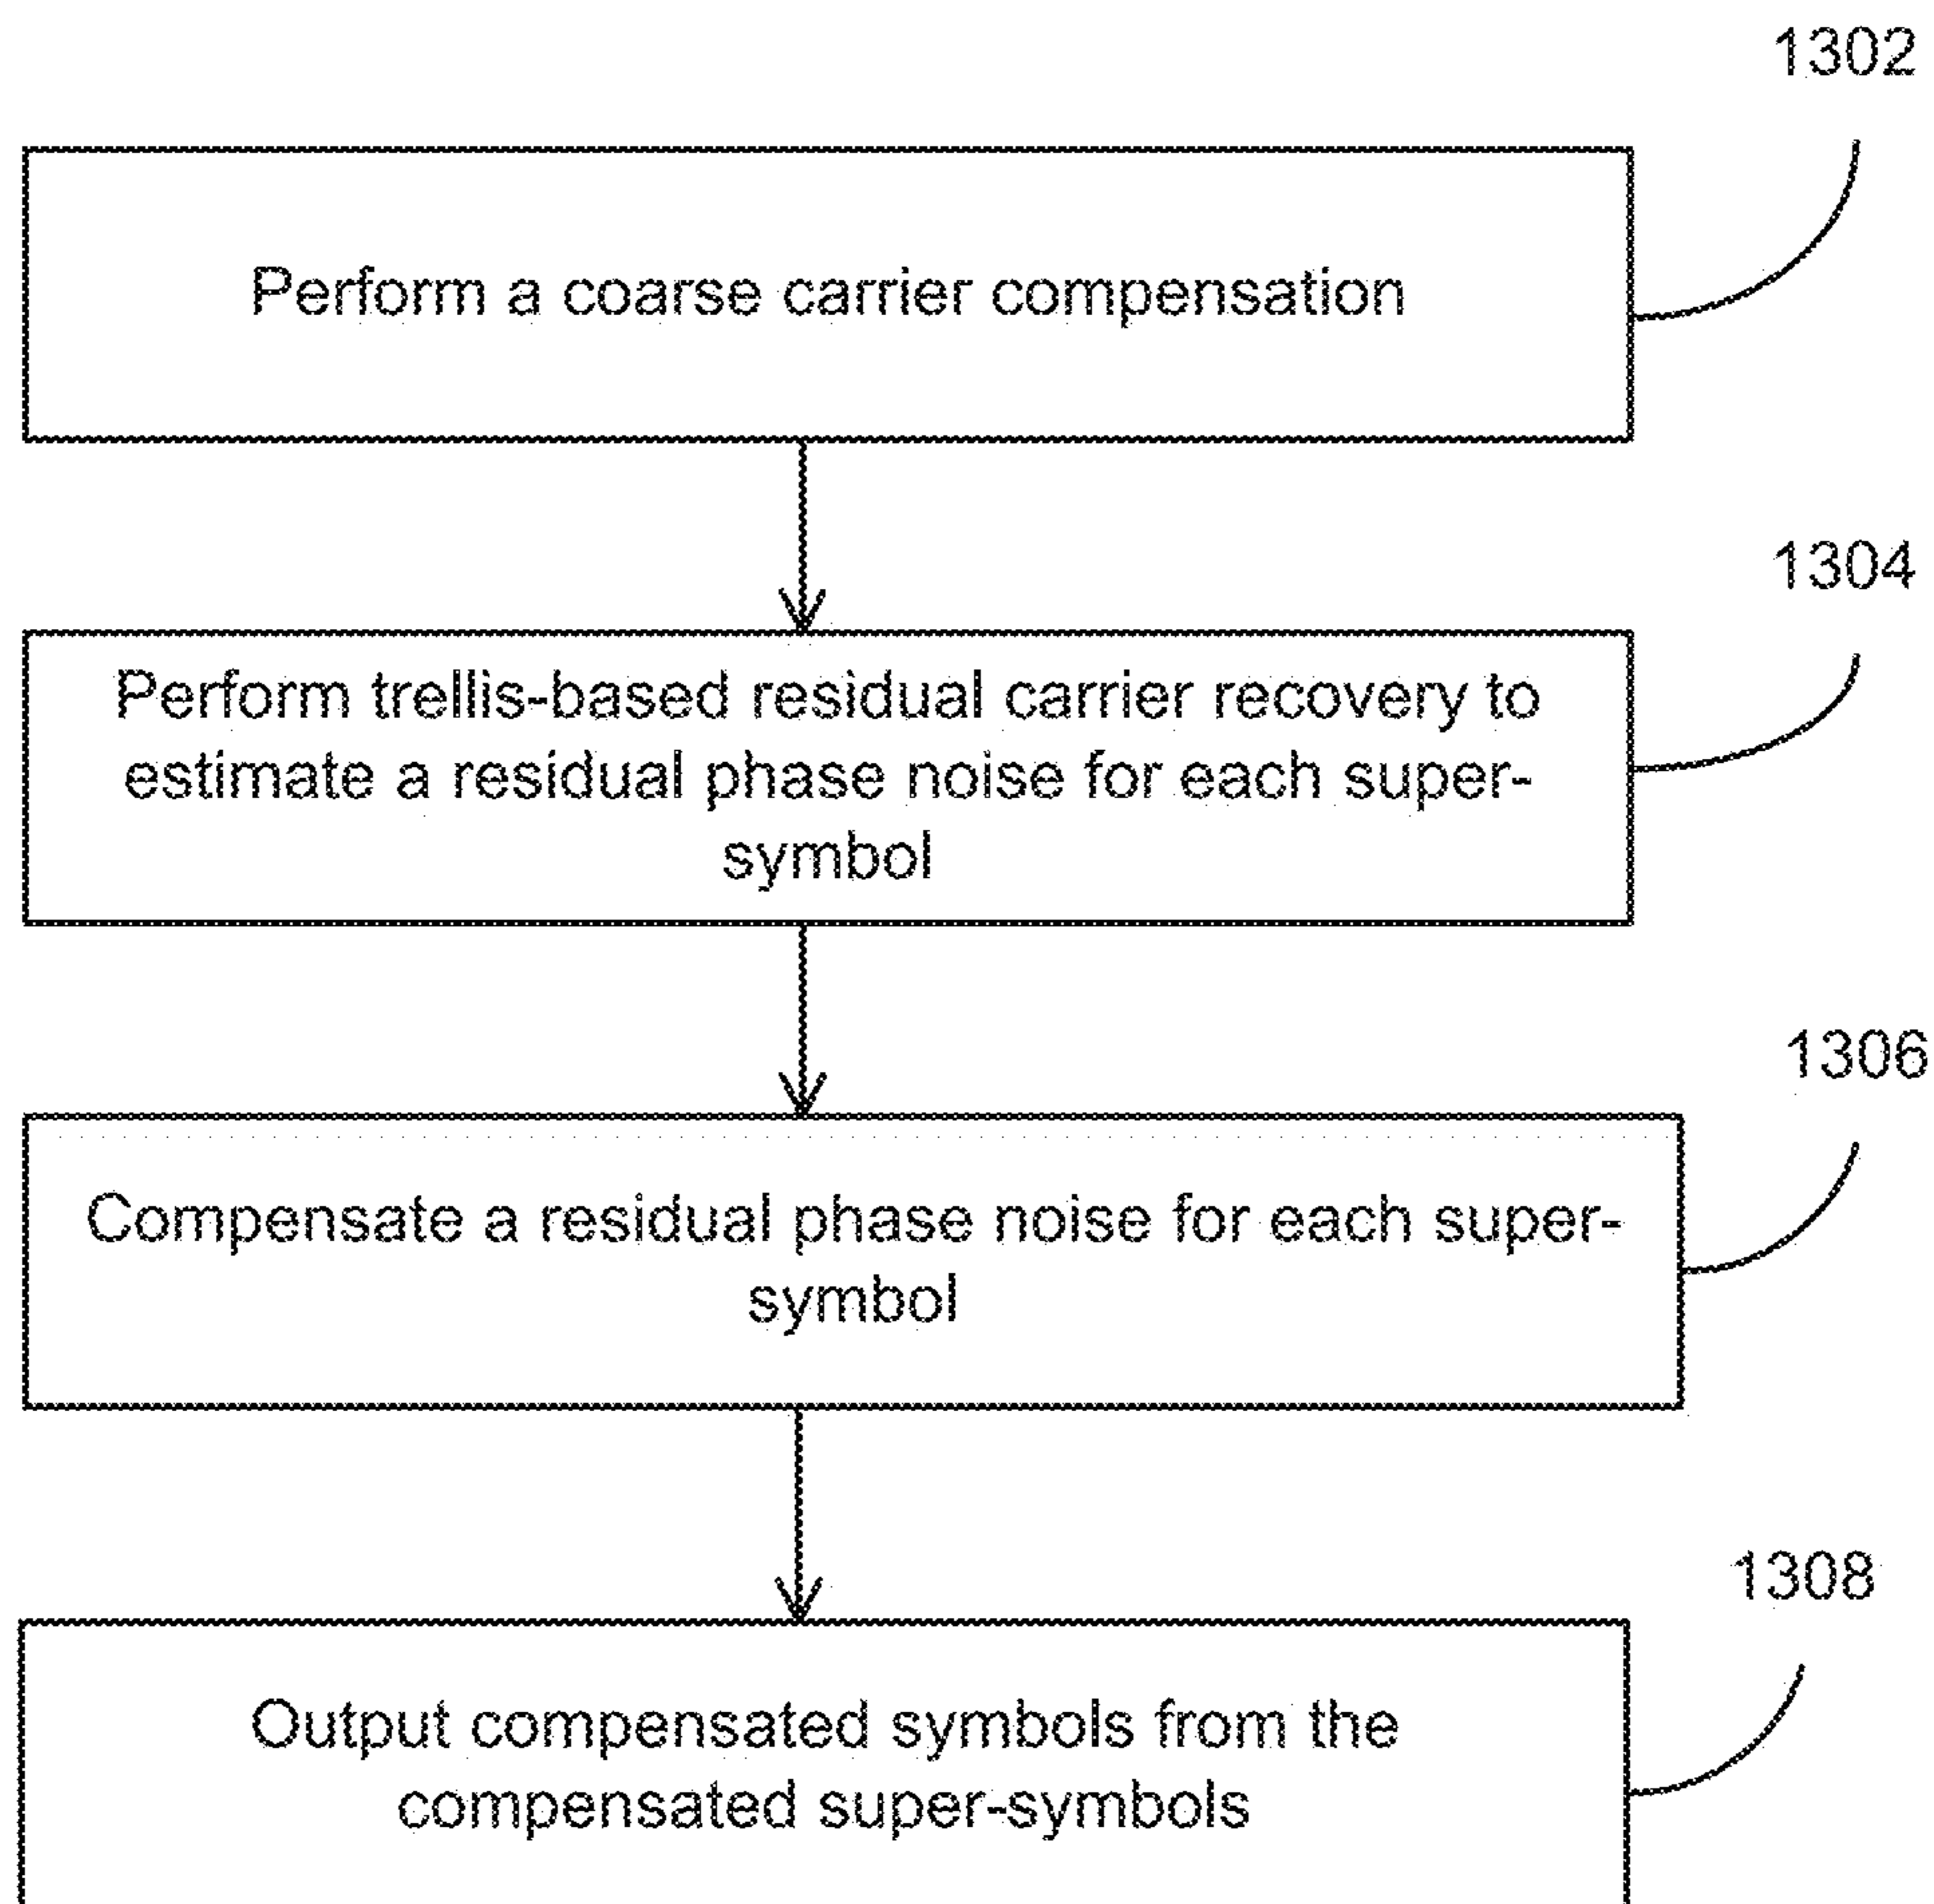 1302
Perform a coarse carrier compensation
1304
Perform trellis-based residual carrier recovery to
estimate a residual phase noise for each super-
symbol
1306
Compensate a residual phase noise for each super-
symbol
1308
Output compensated symbols from the
compensated super-symbols